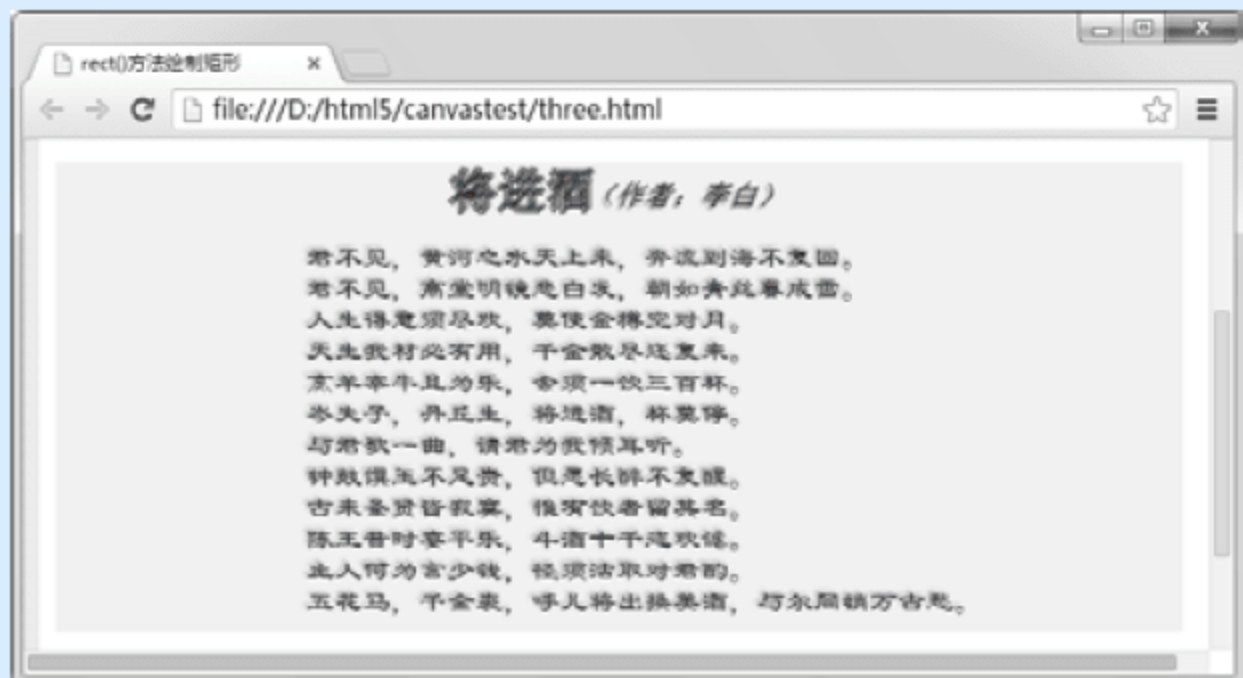 rect()方法绘制矩形
file:///D:/html5/canvastest/three.html
将进酒（作者：李白）
君不见，黄河之水天上来，奔流到海不复回。
君不见，高堂明镜悲白发，朝如青丝暮成雪。
人生得意须尽欢，莫使金樽空对月。
天生我材必有用，千金散尽还复来。
烹羊宰牛且为乐，会须一饮三百杯。
岑夫子，丹丘生，将进酒，杯莫停。
与君歌一曲，请君为我倾耳听。
钟鼓馔玉不足贵，但愿长醉不复醒。
古来圣贤皆寂寞，惟有饮者留其名。
陈王昔时宴平乐，斗酒十千恣欢谑。
主人何为言少钱，径须沽取对君酌。
五花马，千金裘，呼儿将出换美酒，与尔同销万古愁。